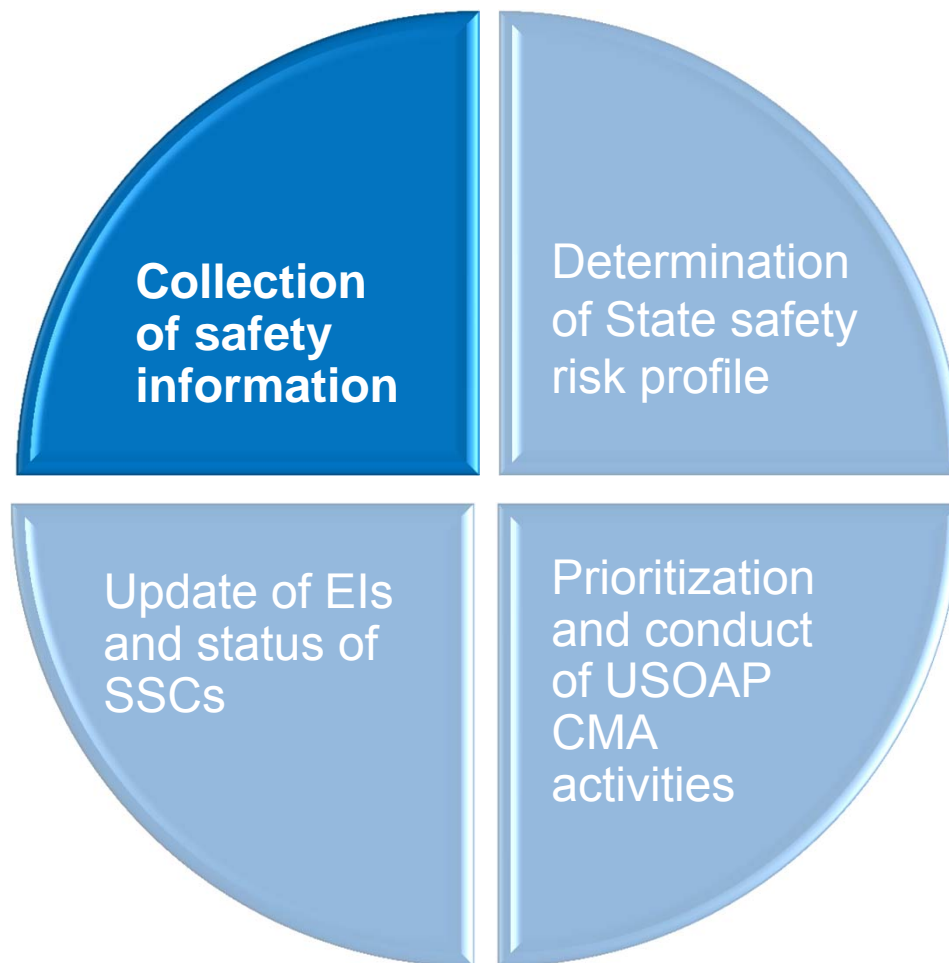 Collection
of safety
information
Determination
of State safety
risk profile
Update of EIs
and status of
SSCs
Prioritization
and conduct
of USOAP
CMA
activities